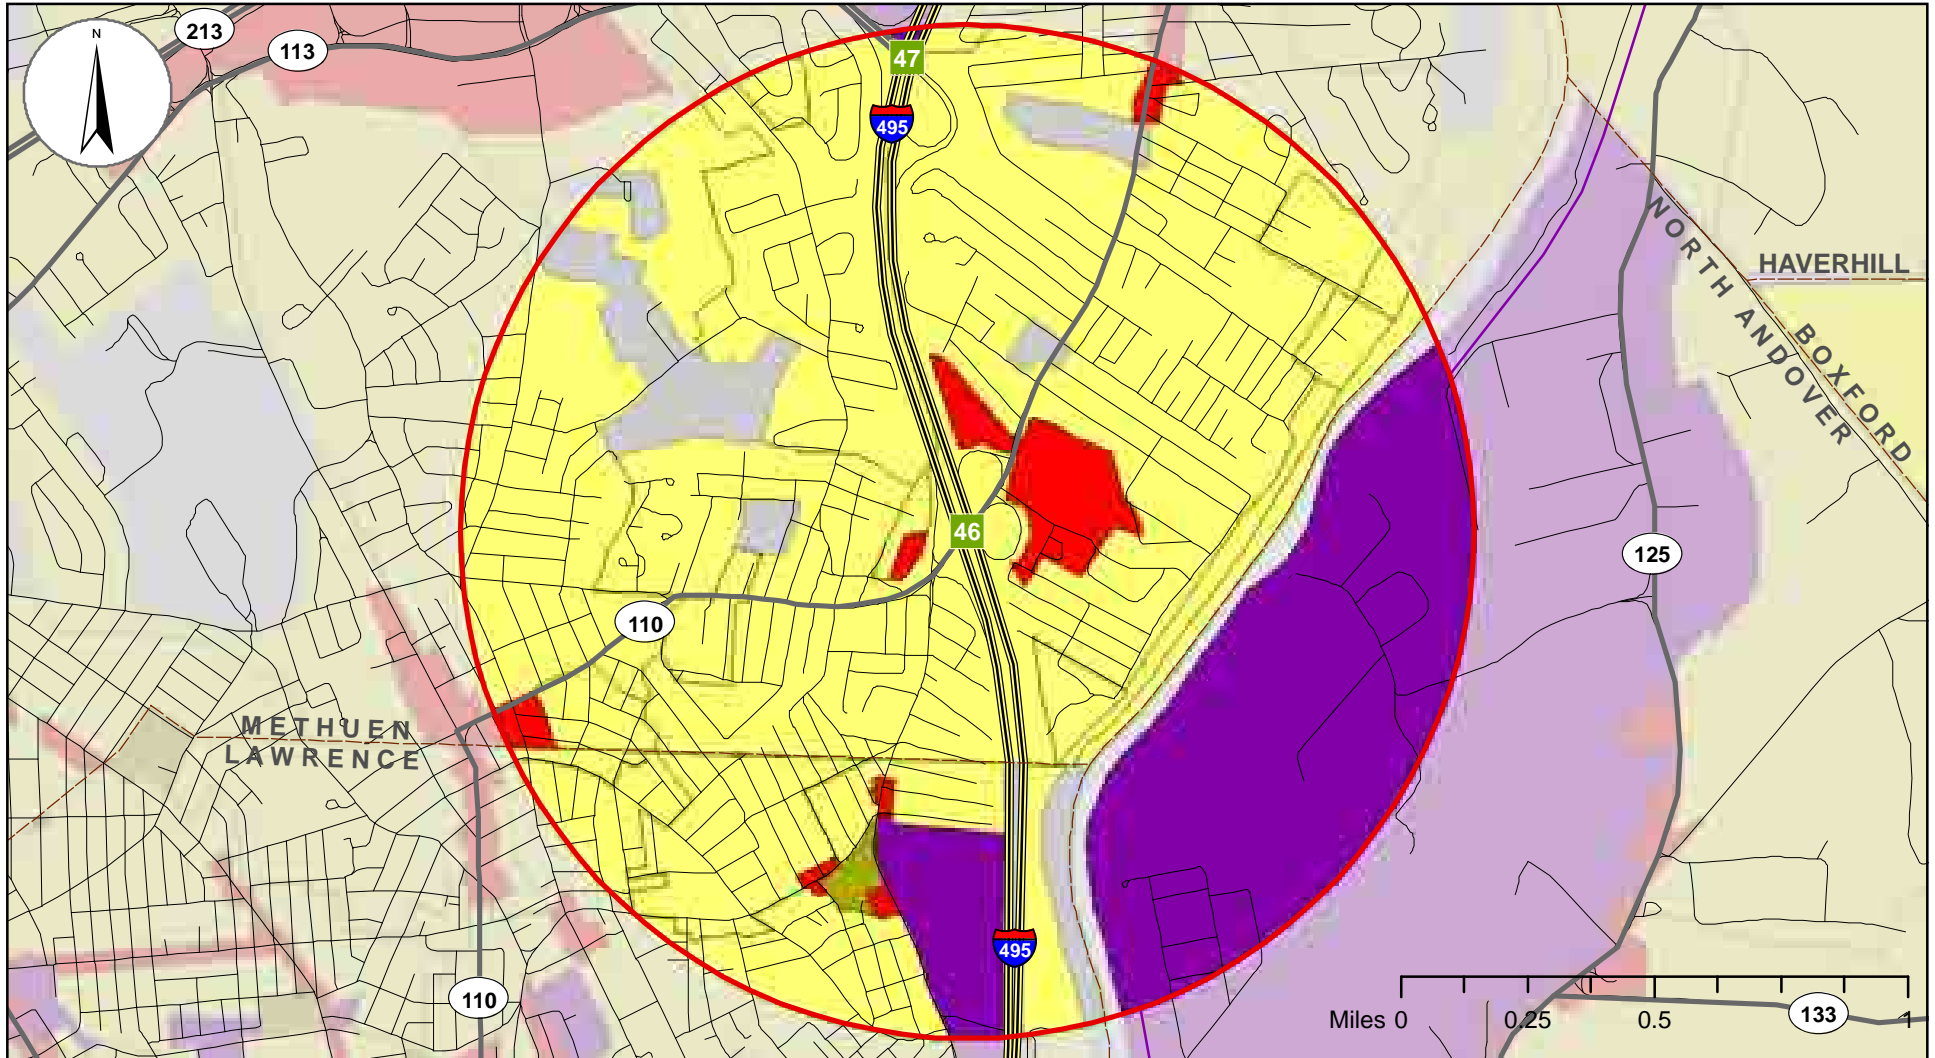 213
113
N
47
495
HAVERHILL
NORTH ANDOVER
BOXFORD
46
125
110
METHUEN
LAWRENCE
495
110
Miles 0 0.25 0.5 1
133